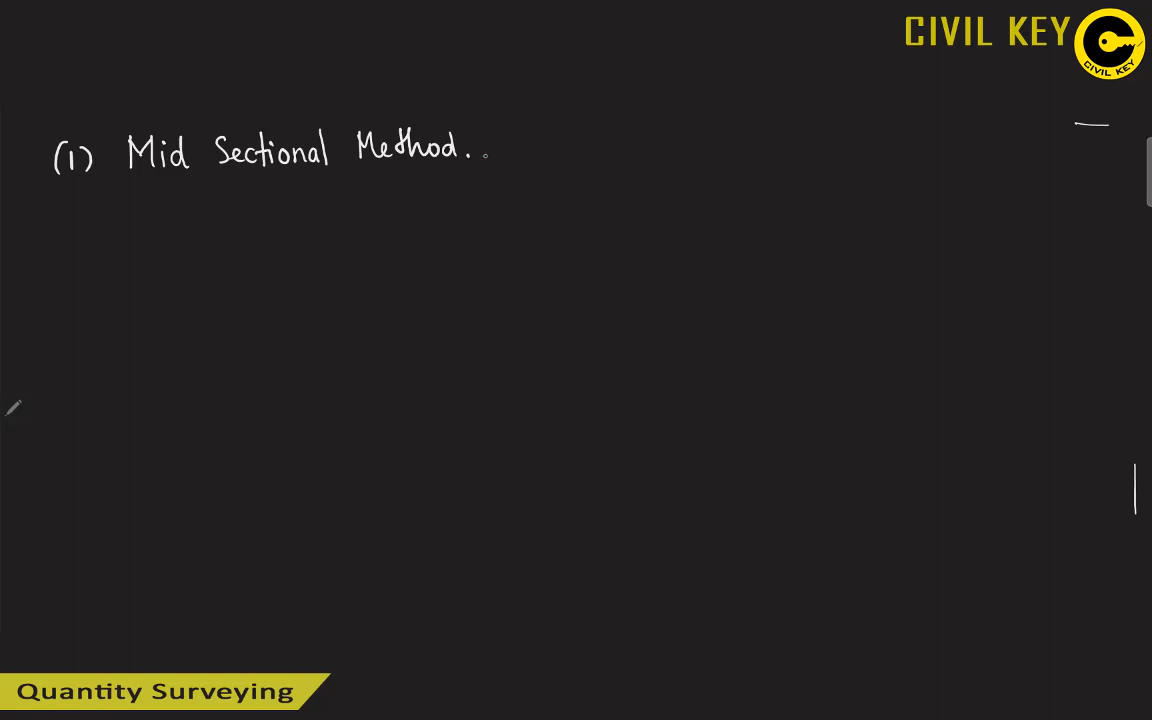 CIVIL KEY
CIVIL KEY
(1) Mid Sectional Method..
Quantity Surveying